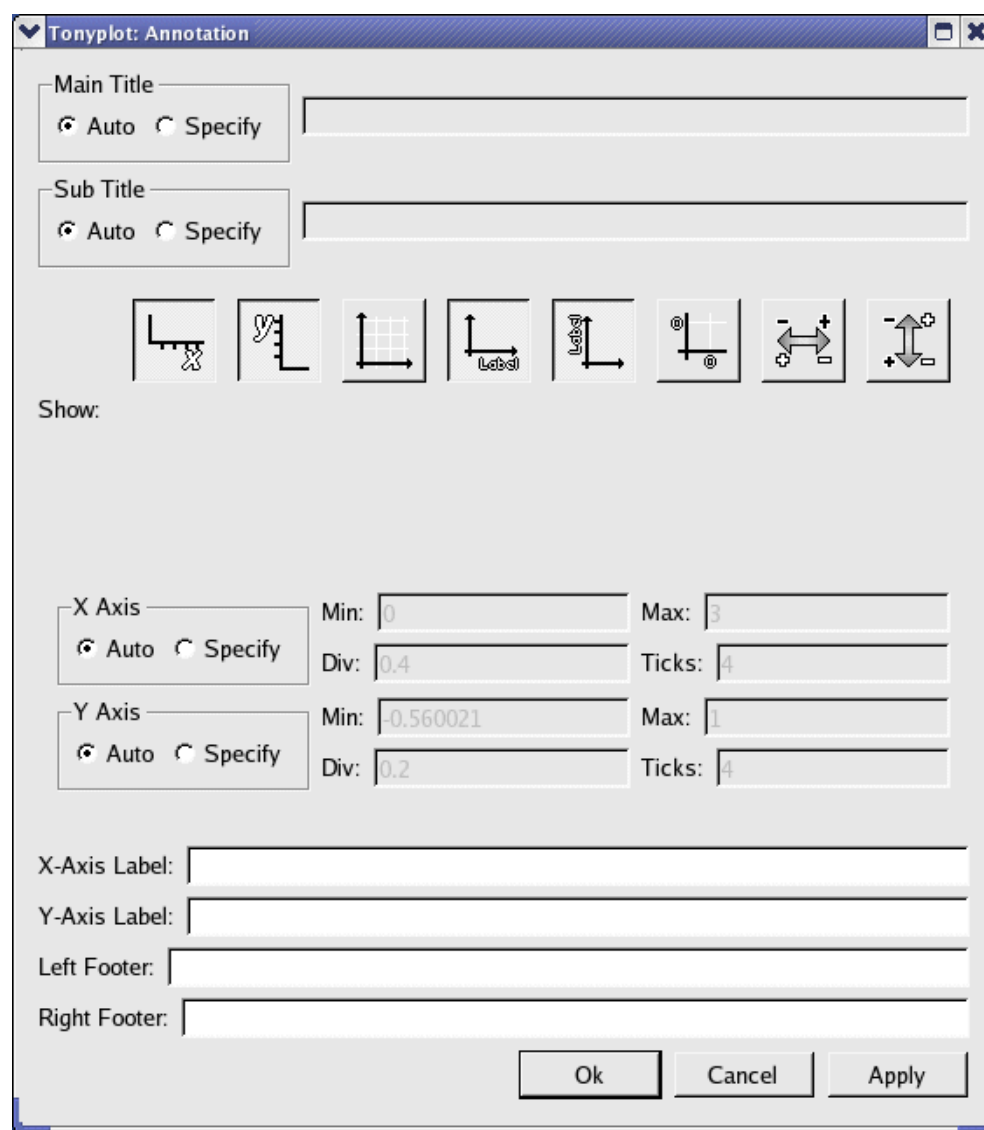 Tonyplot: Annotation
Main Title
Auto Specify
Sub Title
Auto Specify
x y Label Label
Show:
X Axis
Auto Specify
Min: 0 Max: 3
Div: 0.4 Ticks: 4
Y Axis
Auto Specify
Min: -0.560021 Max: 1
Div: 0.2 Ticks: 4
X-Axis Label:
Y-Axis Label:
Left Footer:
Right Footer:
Ok Cancel Apply